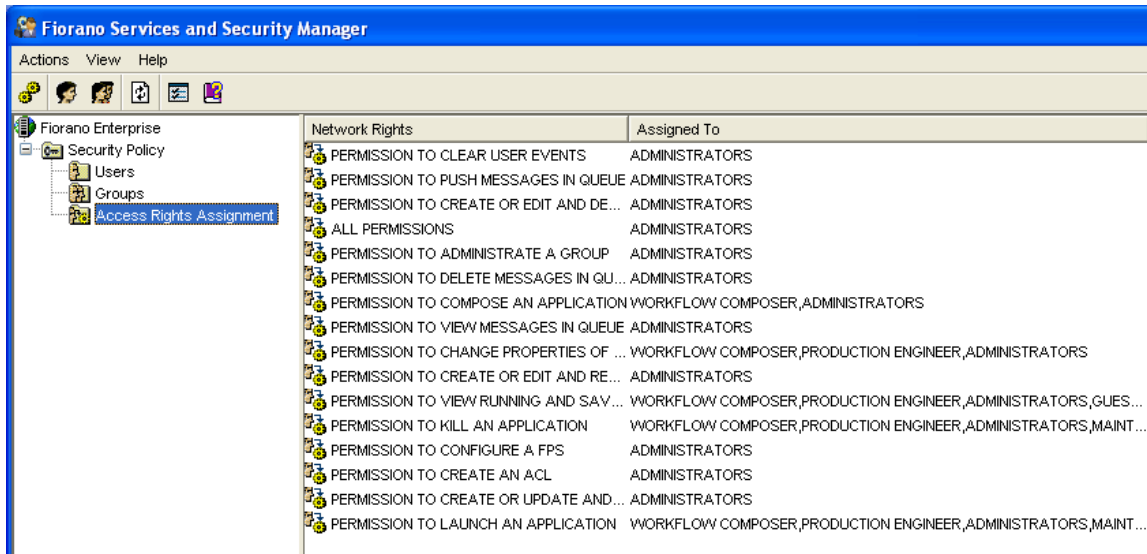 Fiorano Services and Security Manager
Actions View Help
Fiorano Enterprise
Security Policy
Users
Groups
Access Rights Assignment
Network Rights Assigned To
PERMISSION TO CLEAR USER EVENTS ADMINISTRATORS
PERMISSION TO PUSH MESSAGES IN QUEUE ADMINISTRATORS
PERMISSION TO CREATE OR EDIT AND DE... ADMINISTRATORS
ALL PERMISSIONS ADMINISTRATORS
PERMISSION TO ADMINISTRATE A GROUP ADMINISTRATORS
PERMISSION TO DELETE MESSAGES IN QU... ADMINISTRATORS
PERMISSION TO COMPOSE AN APPLICATION WORKFLOW COMPOSER,ADMINISTRATORS
PERMISSION TO VIEW MESSAGES IN QUEUE ADMINISTRATORS
PERMISSION TO CHANGE PROPERTIES OF ... WORKFLOW COMPOSER,PRODUCTION ENGINEER,ADMINISTRATORS
PERMISSION TO CREATE OR EDIT AND RE... ADMINISTRATORS
PERMISSION TO VIEW RUNNING AND SAV... WORKFLOW COMPOSER,PRODUCTION ENGINEER,ADMINISTRATORS,GUES...
PERMISSION TO KILL AN APPLICATION WORKFLOW COMPOSER,PRODUCTION ENGINEER,ADMINISTRATORS,MAINT...
PERMISSION TO CONFIGURE A FPS ADMINISTRATORS
PERMISSION TO CREATE AN ACL ADMINISTRATORS
PERMISSION TO CREATE OR UPDATE AND... ADMINISTRATORS
PERMISSION TO LAUNCH AN APPLICATION WORKFLOW COMPOSER,PRODUCTION ENGINEER,ADMINISTRATORS,MAINT...